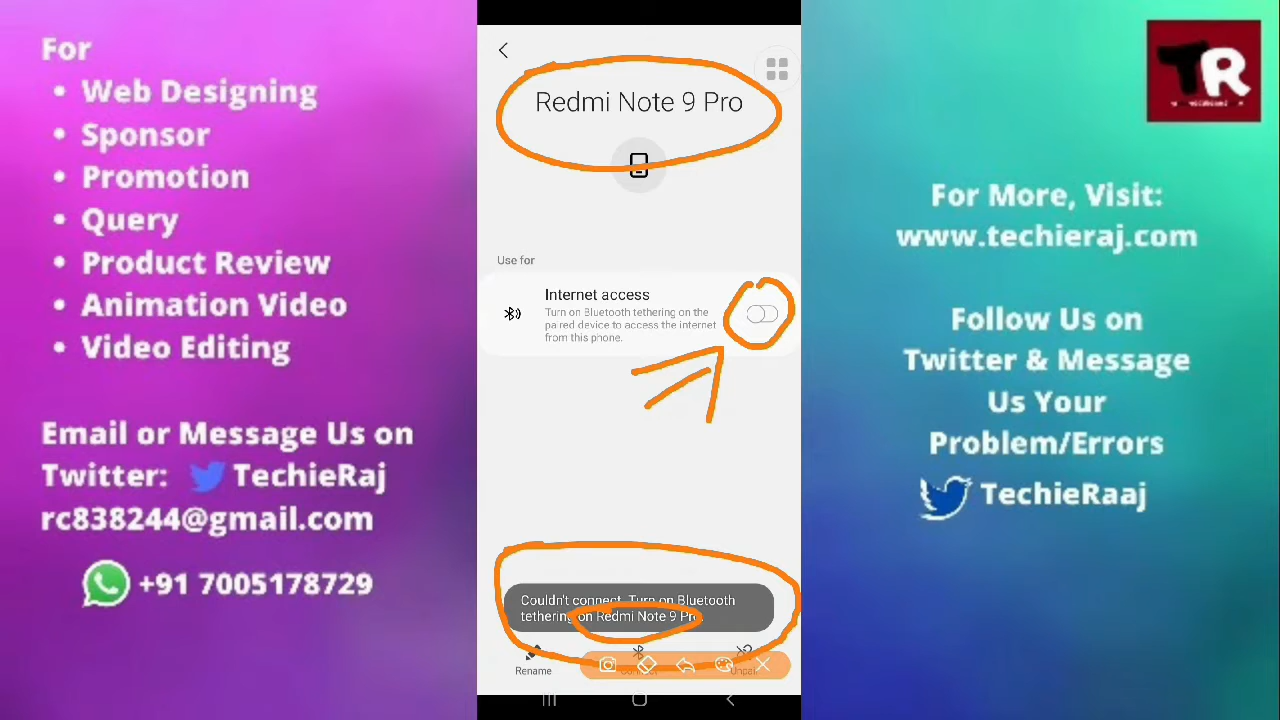 For
• Web Designing
• Sponsor
• Promotion
• Query
• Product Review
• Animation Video
• Video Editing
Email or Message Us on
Twitter: TechieRaj
rc838244@gmail.com
+91 7005178729
Redmi Note 9 Pro
Use for
Internet access
Turn on Bluetooth tethering on the
paired device to access the internet
from this phone.
Couldn't connect. Turn on Bluetooth
tethering on Redmi Note 9 Pro.
Rename
TR
For More, Visit:
www.techieraj.com
Follow Us on
Twitter & Message
Us Your
Problem/Errors
TechieRaaj